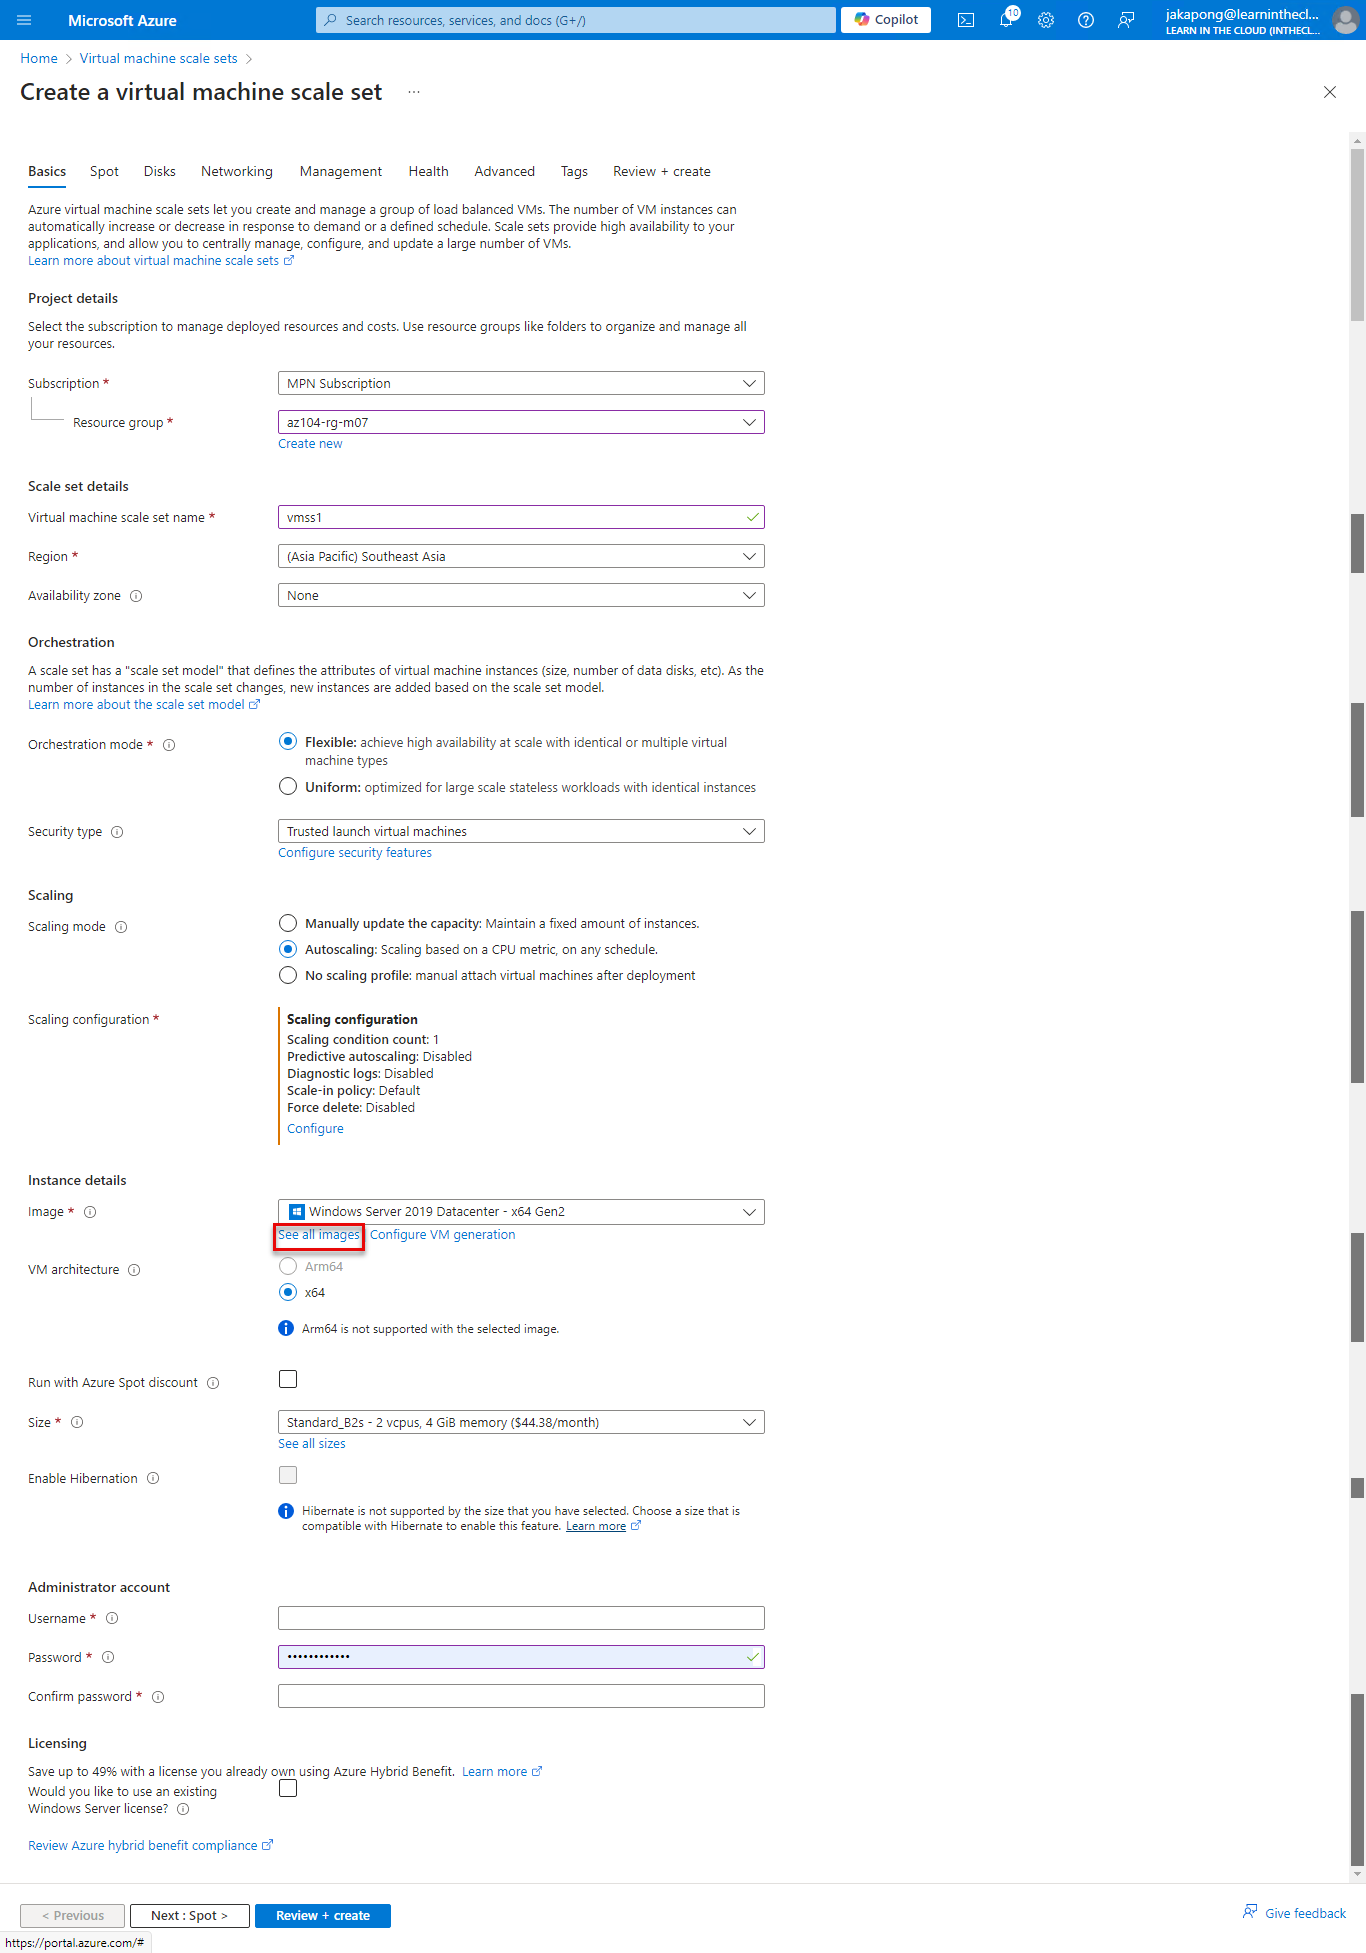 Microsoft Azure
Search resources, services, and docs (G+/)
Copilot
10
jakapong@learninthecl...
LEARN IN THE CLOUD (INTHECL...
Home > Virtual machine scale sets >
Create a virtual machine scale set ...
Basics Spot Disks Networking Management Health Advanced Tags Review + create
Azure virtual machine scale sets let you create and manage a group of load balanced VMs. The number of VM instances can
automatically increase or decrease in response to demand or a defined schedule. Scale sets provide high availability to your
applications, and allow you to centrally manage, configure, and update a large number of VMs.
Learn more about virtual machine scale sets
Project details
Select the subscription to manage deployed resources and costs. Use resource groups like folders to organize and manage all
your resources.
Subscription *
MPN Subscription
Resource group *
az104-rg-m07
Create new
Scale set details
Virtual machine scale set name *
vmss1
Region *
(Asia Pacific) Southeast Asia
Availability zone
None
Orchestration
A scale set has a "scale set model" that defines the attributes of virtual machine instances (size, number of data disks, etc). As the
number of instances in the scale set changes, new instances are added based on the scale set model.
Learn more about the scale set model
Orchestration mode *
Flexible: achieve high availability at scale with identical or multiple virtual
machine types
Uniform: optimized for large scale stateless workloads with identical instances
Security type
Trusted launch virtual machines
Configure security features
Scaling
Scaling mode
Manually update the capacity: Maintain a fixed amount of instances.
Autoscaling: Scaling based on a CPU metric, on any schedule.
No scaling profile: manual attach virtual machines after deployment
Scaling configuration *
Scaling configuration
Scaling condition count: 1
Predictive autoscaling: Disabled
Diagnostic logs: Disabled
Scale-in policy: Default
Force delete: Disabled
Configure
Instance details
Image *
Windows Server 2019 Datacenter - x64 Gen2
See all images Configure VM generation
VM architecture
Arm64
x64
Arm64 is not supported with the selected image.
Run with Azure Spot discount
Size *
Standard_B2s - 2 vcpus, 4 GiB memory ($44.38/month)
See all sizes
Enable Hibernation
Hibernate is not supported by the size that you have selected. Choose a size that is
compatible with Hibernate to enable this feature. Learn more
Administrator account
Username *
Password *
••••••••••••
Confirm password *
Licensing
Save up to 49% with a license you already own using Azure Hybrid Benefit. Learn more
Would you like to use an existing
Windows Server license?
Review Azure hybrid benefit compliance
< Previous
Next : Spot >
Review + create
Give feedback
https://portal.azure.com/#